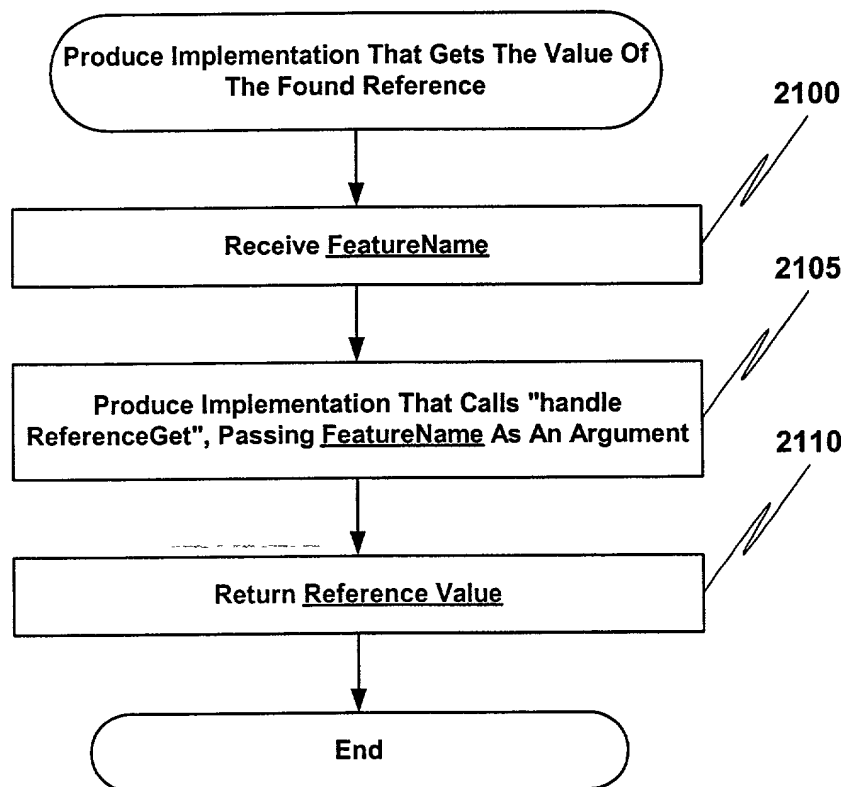 Produce Implementation That Gets The Value Of
The Found Reference
2100
Receive FeatureName
2105
Produce Implementation That Calls "handle
ReferenceGet", Passing FeatureName As An Argument
2110
Return Reference Value
End